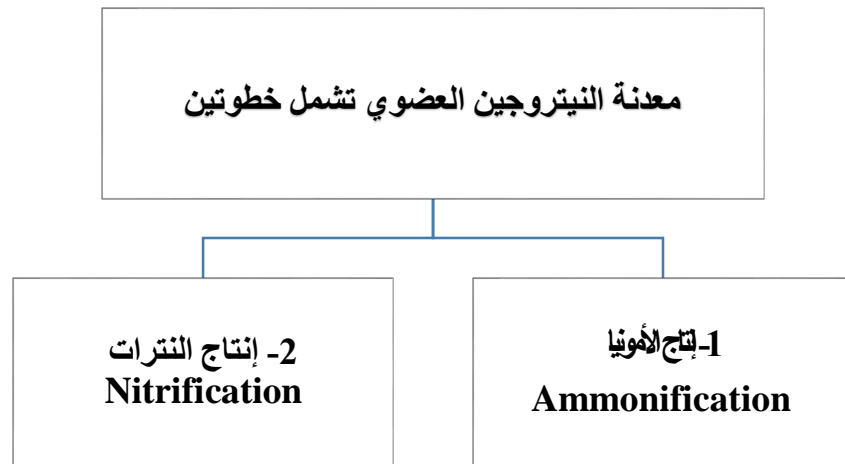 معدنة النيتروجين العضوي تشمل خطوتين
1- إنتاج الأمونيا
Ammonification
2- إنتاج النترات
Nitrification